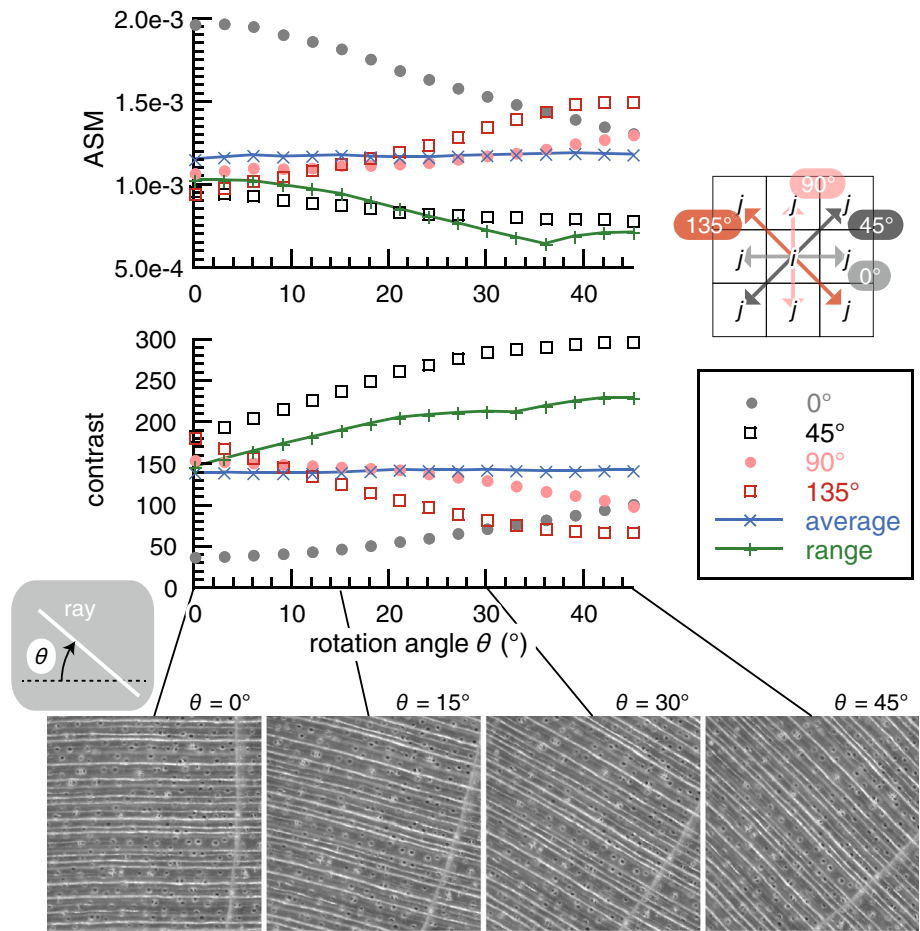 2.0e-3
1.5e-3
1.0e-3
5.0e-4
ASM
0 10 20 30 40
300
250
200
150
100
50
0
contrast
0 10 20 30 40
rotation angle θ (°)
90°
135°
45°
0°
j j j
j i j
j j j
0°
45°
90°
135°
average
range
ray
θ
θ = 0°
θ = 15°
θ = 30°
θ = 45°